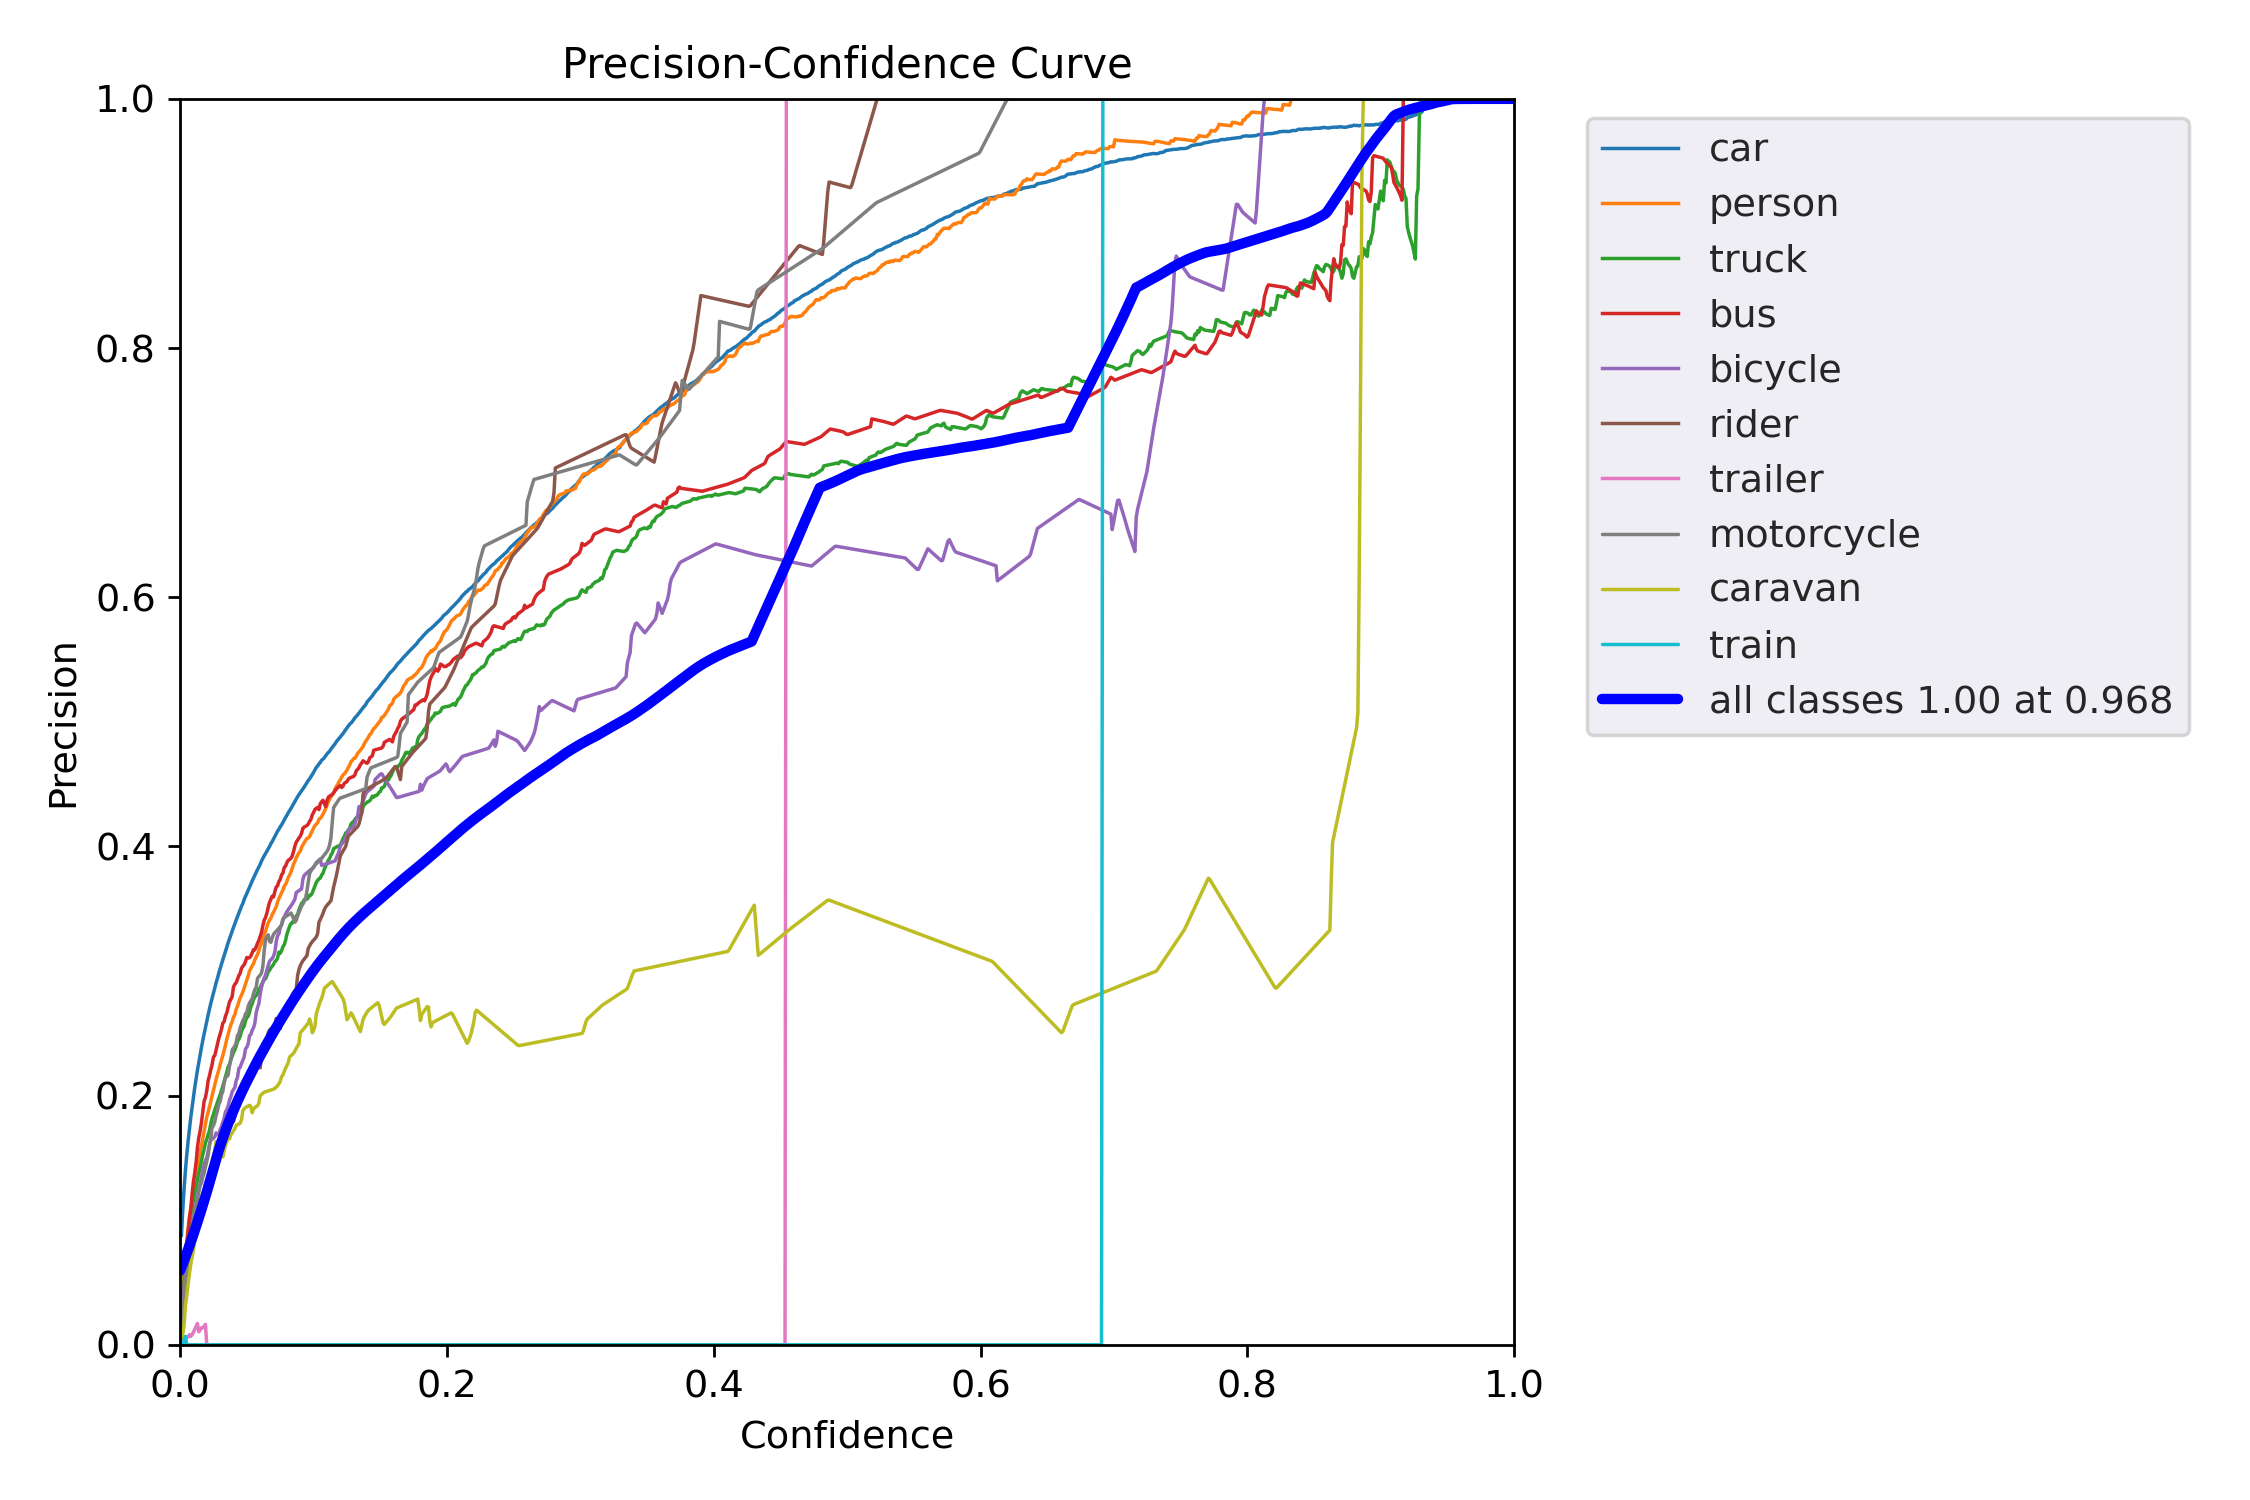 Precision-Confidence Curve
Precision
1.0
0.8
0.6
0.4
0.2
0.0
0.0 0.2 0.4 0.6 0.8 1.0
Confidence
car
person
truck
bus
bicycle
rider
trailer
motorcycle
caravan
train
all classes 1.00 at 0.968